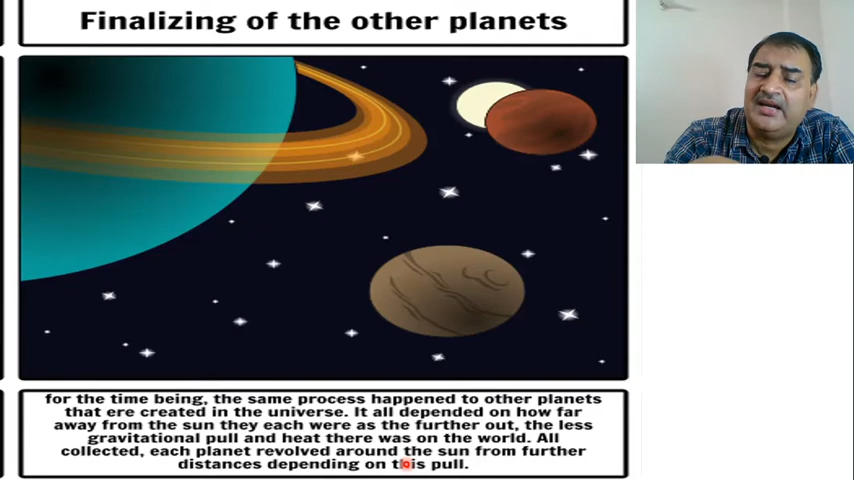 Finalizing of the other planets
for the time being, the same process happened to other planets
that ere created in the universe. It all depended on how far
away from the sun they each were as the further out, the less
gravitational pull and heat there was on the world. All
collected, each planet revolved around the sun from further
distances depending on this pull.